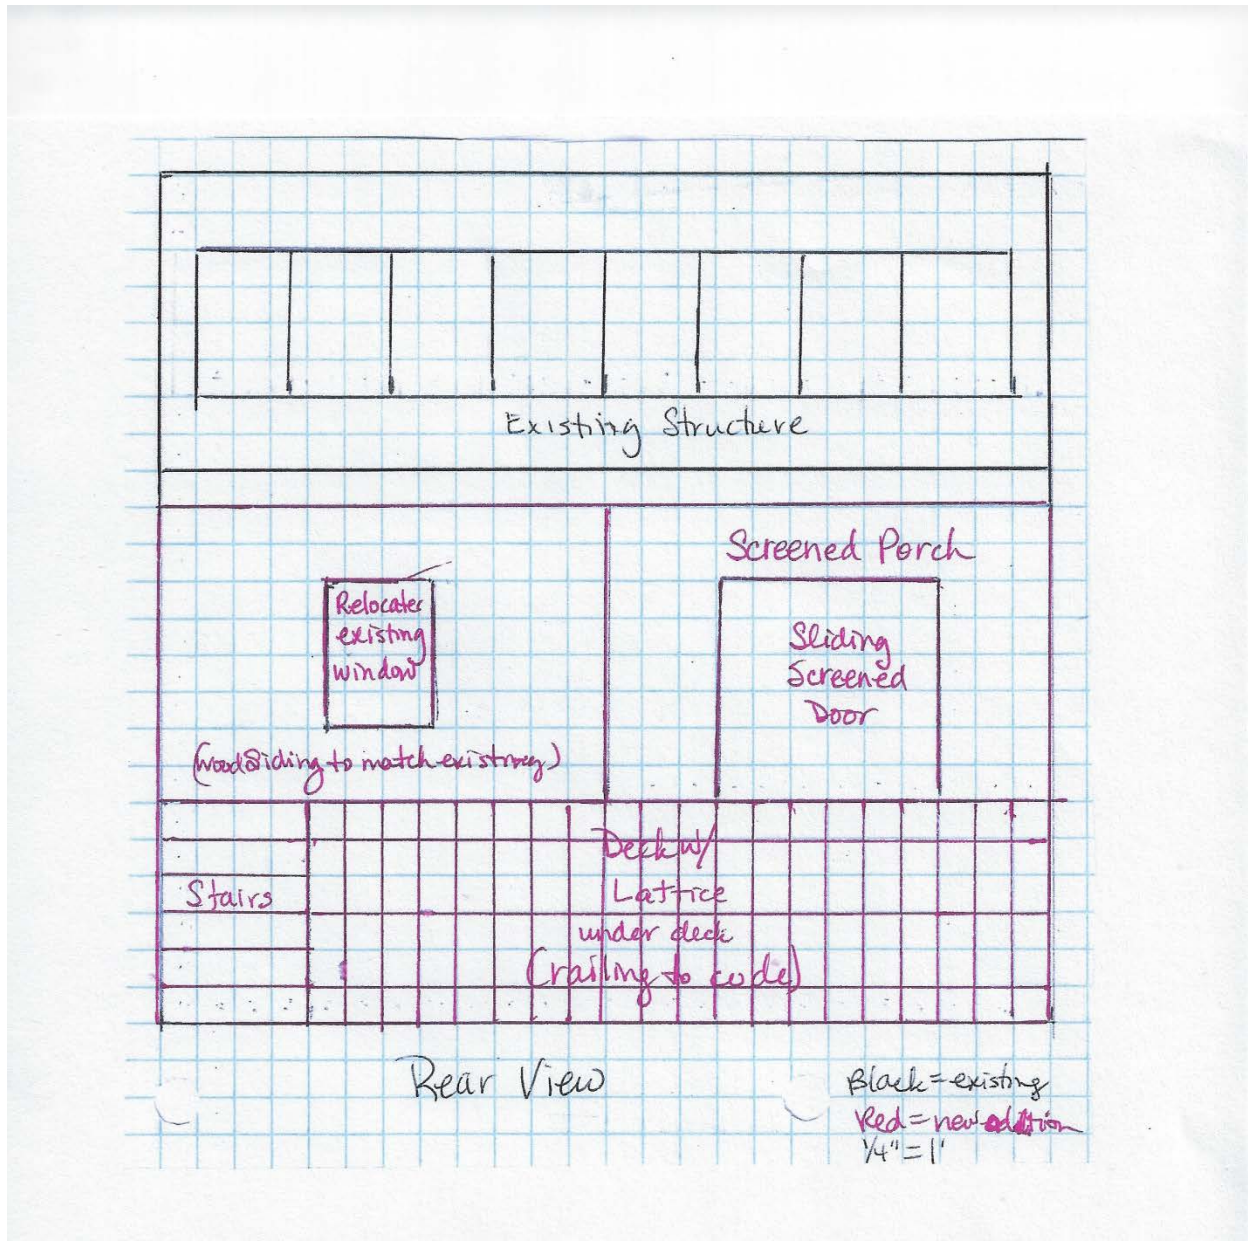 Existing Structure
Screened Porch
Relocated
existing
window
Sliding
Screened
Door
(wood siding to match existing)
Stairs
Deck w/
Lattice
under deck
(railing to code)
Rear View
Black = existing
Red = new addition
1/4" = 1'